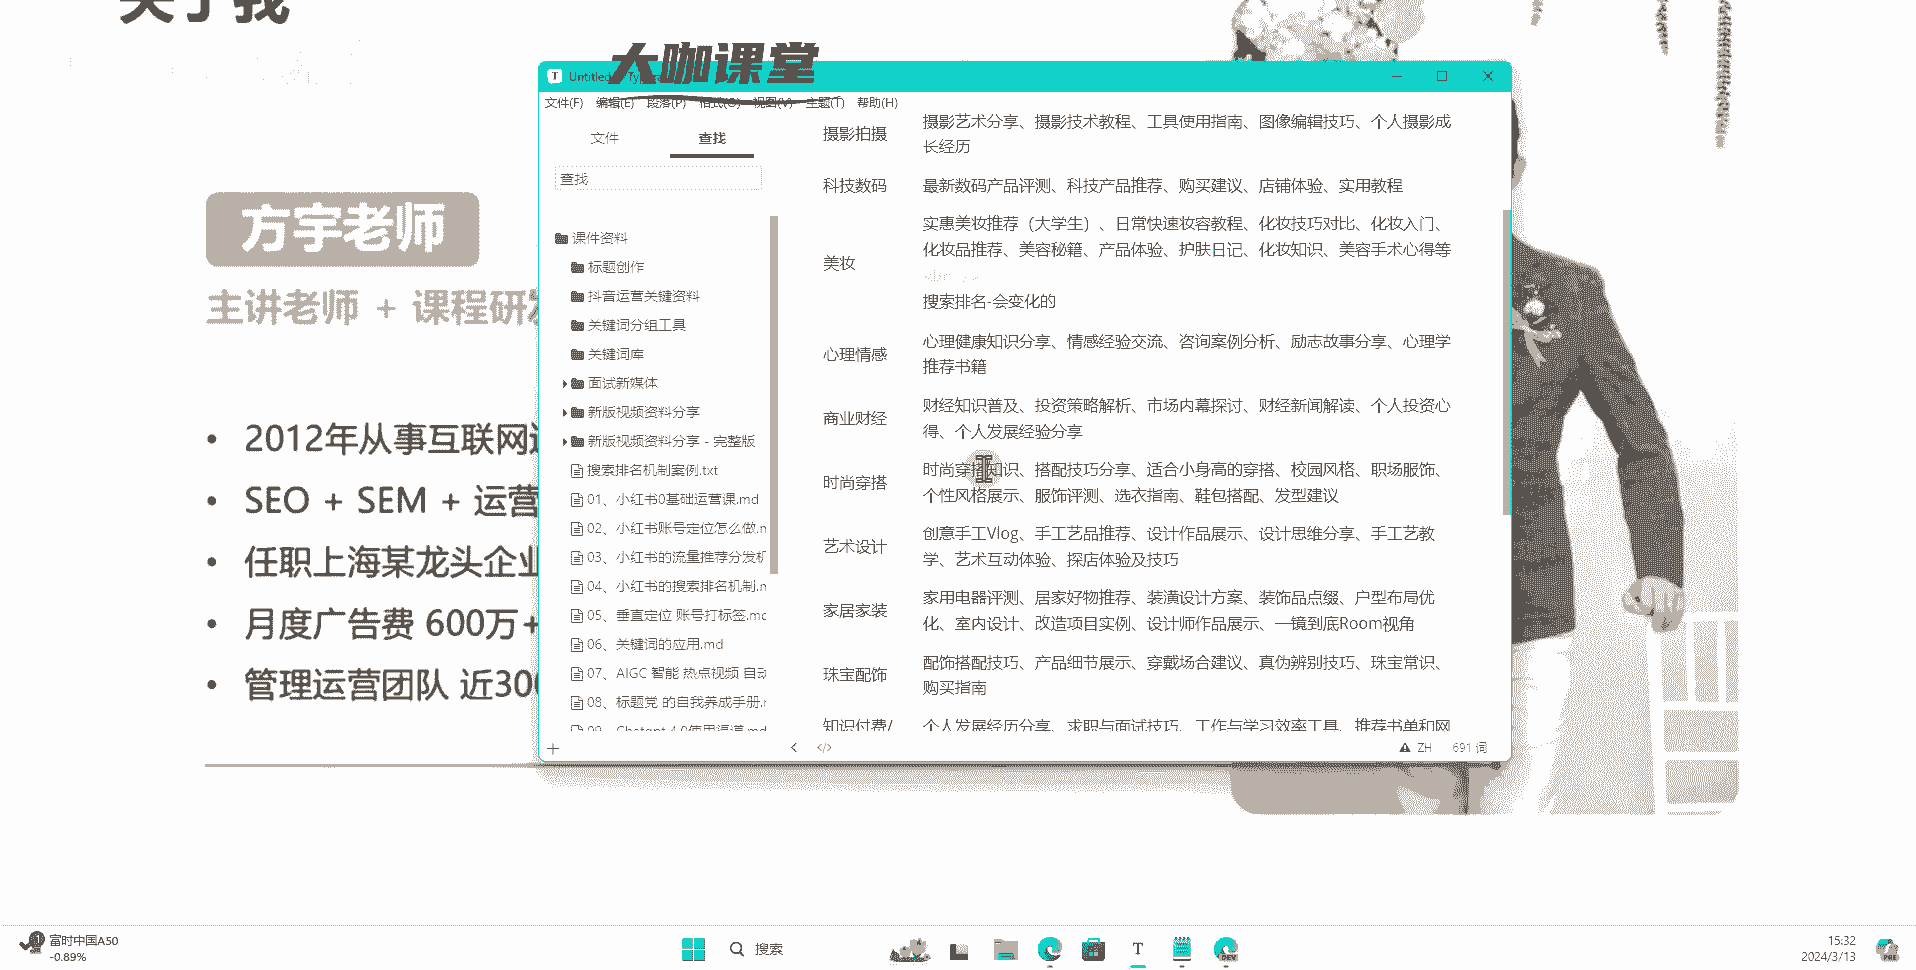 关于我
大咖课堂
方宇老师
主讲老师 + 课程研发
2012年从事互联网
SEO + SEM + 运营
任职上海某龙头企业
月度广告费 600万+
管理运营团队 近300
Untitled
文件(F) 编辑(E) 段落(P) 格式(O) 视图(V) 主题(T) 帮助(H)
文件 查找
查找
课件资料
标题创作
抖音运营关键资料
关键词分组工具
关键词库
面试新媒体
新版视频资料分享
新版视频资料分享 - 完整版
搜索排名机制案例.txt
01、小红书0基础运营课.md
02、小红书账号定位怎么做.m
03、小红书的流量推荐分发机
04、小红书的搜索排名机制.m
05、垂直定位 账号打标签.md
06、关键词的应用.md
07、AIGC 智能 热点视频 自动
08、标题党 的自我养成手册.m
09、Chatgpt 4.0使用渠道.md
摄影拍摄
摄影艺术分享、摄影技术教程、工具使用指南、图像编辑技巧、个人摄影成
长经历
科技数码
最新数码产品评测、科技产品推荐、购买建议、店铺体验、实用教程
美妆
实惠美妆推荐（大学生）、日常快速妆容教程、化妆技巧对比、化妆入门、
化妆品推荐、美容秘籍、产品体验、护肤日记、化妆知识、美容手术心得等
搜索排名-会变化的
心理情感
心理健康知识分享、情感经验交流、咨询案例分析、励志故事分享、心理学
推荐书籍
商业财经
财经知识普及、投资策略解析、市场内幕探讨、财经新闻解读、个人投资心
得、个人发展经验分享
时尚穿搭
时尚穿搭知识、搭配技巧分享、适合小身高的穿搭、校园风格、职场服饰、
个性风格展示、服饰评测、选衣指南、鞋包搭配、发型建议
艺术设计
创意手工Vlog、手工艺品推荐、设计作品展示、设计思维分享、手工艺教
学、艺术互动体验、探店体验及技巧
家居家装
家用电器评测、居家好物推荐、装潢设计方案、装饰品点缀、户型布局优
化、室内设计、改造项目实例、设计师作品展示、一镜到底Room视角
珠宝配饰
配饰搭配技巧、产品细节展示、穿戴场合建议、真伪辨别技巧、珠宝常识、
购买指南
知识付费/
个人发展经历分享、求职与面试技巧、工作与学习效率工具、推荐书单和网
ZH 691 词
富时中国A50
-0.89%
搜索
15:32
2024/3/13